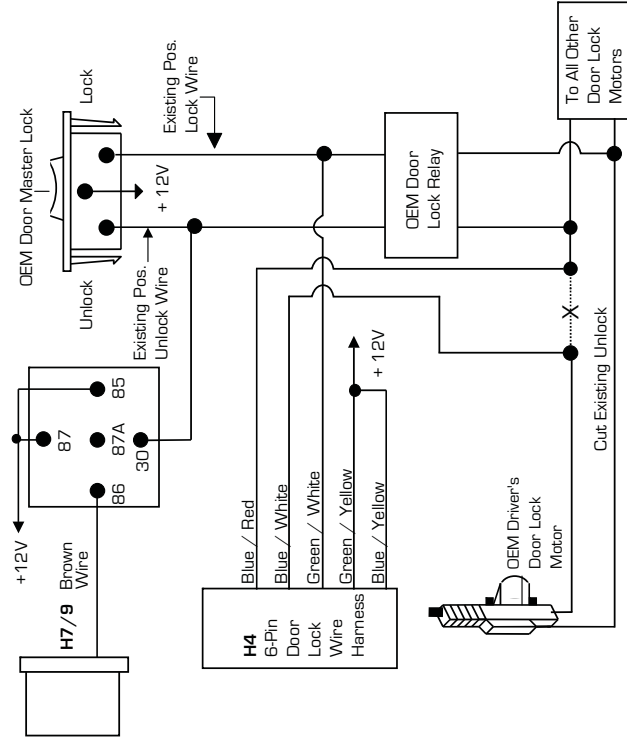 OEM Door Master Lock
Unlock
Lock
+ 12V
Existing Pos.
Unlock Wire
Existing Pos.
Lock Wire
+12V
87
87A
85
86
30
H7/9 Brown
Wire
H4
6-Pin
Door
Lock
Wire
Harness
Blue / Red
Blue / White
Green / White
Green / Yellow
Blue / Yellow
+ 12V
OEM Door
Lock Relay
OEM Driver's
Door Lock
Motor
X
Cut Existing Unlock
To All Other
Door Lock
Motors